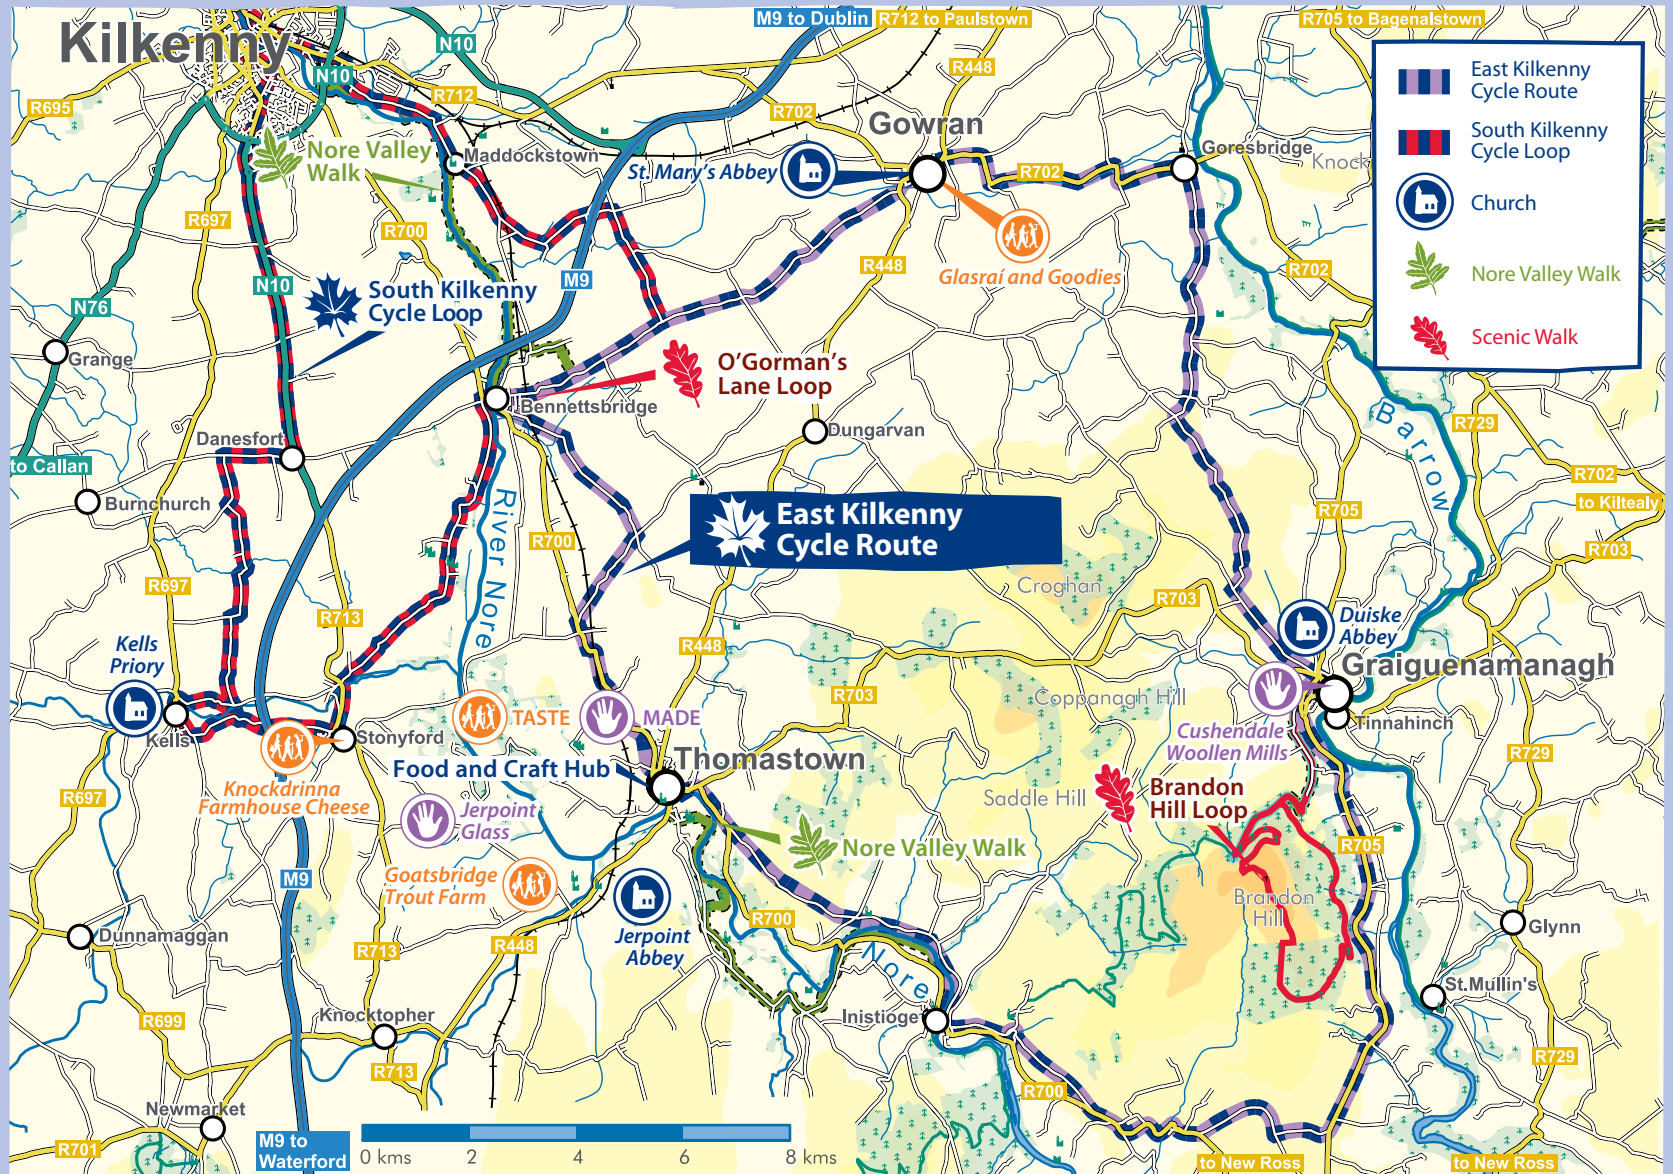 M9 to Dublin
R712 to Paulstown
R705 to Bagenalstown
Kilkenny
N10
N10
R448
East Kilkenny
Cycle Route
R695
R712
R702
Gowran
South Kilkenny
Cycle Loop
Nore Valley
Walk
Maddockstown
St. Mary's Abbey
R702
Goresbridge
Knock
Church
R697
R700
Glasraí and Goodies
R448
R702
Nore Valley Walk
N10
M9
N76
South Kilkenny
Cycle Loop
Scenic Walk
Grange
O'Gorman's
Lane Loop
Bennettsbridge
Barrow
R729
Danesfort
Dungarvan
to Callan
R702
Burnchurch
River Nore
R705
to Kiltealy
East Kilkenny
Cycle Route
R700
R703
R697
Croghan
R703
R713
Kells
Priory
Duiske
Abbey
R448
Graiguenamanagh
R703
Coppanagh Hill
TASTE
MADE
Tinnahinch
Kells
Stonyford
Cushendale
Woollen Mills
R729
Thomastown
Food and Craft Hub
Knockdrinna
Farmhouse Cheese
R697
Saddle Hill
Brandon
Hill Loop
Jerpoint
Glass
Nore Valley Walk
R705
M9
Goatsbridge
Trout Farm
Brandon
Hill
R700
Jerpoint
Abbey
Dunnamaggan
R713
R448
Glynn
Nore
St.Mullin's
R699
Knocktopher
Inistioge
R729
R713
R700
Newmarket
R701
M9 to
Waterford
0 kms
2
4
6
8 kms
to New Ross
to New Ross